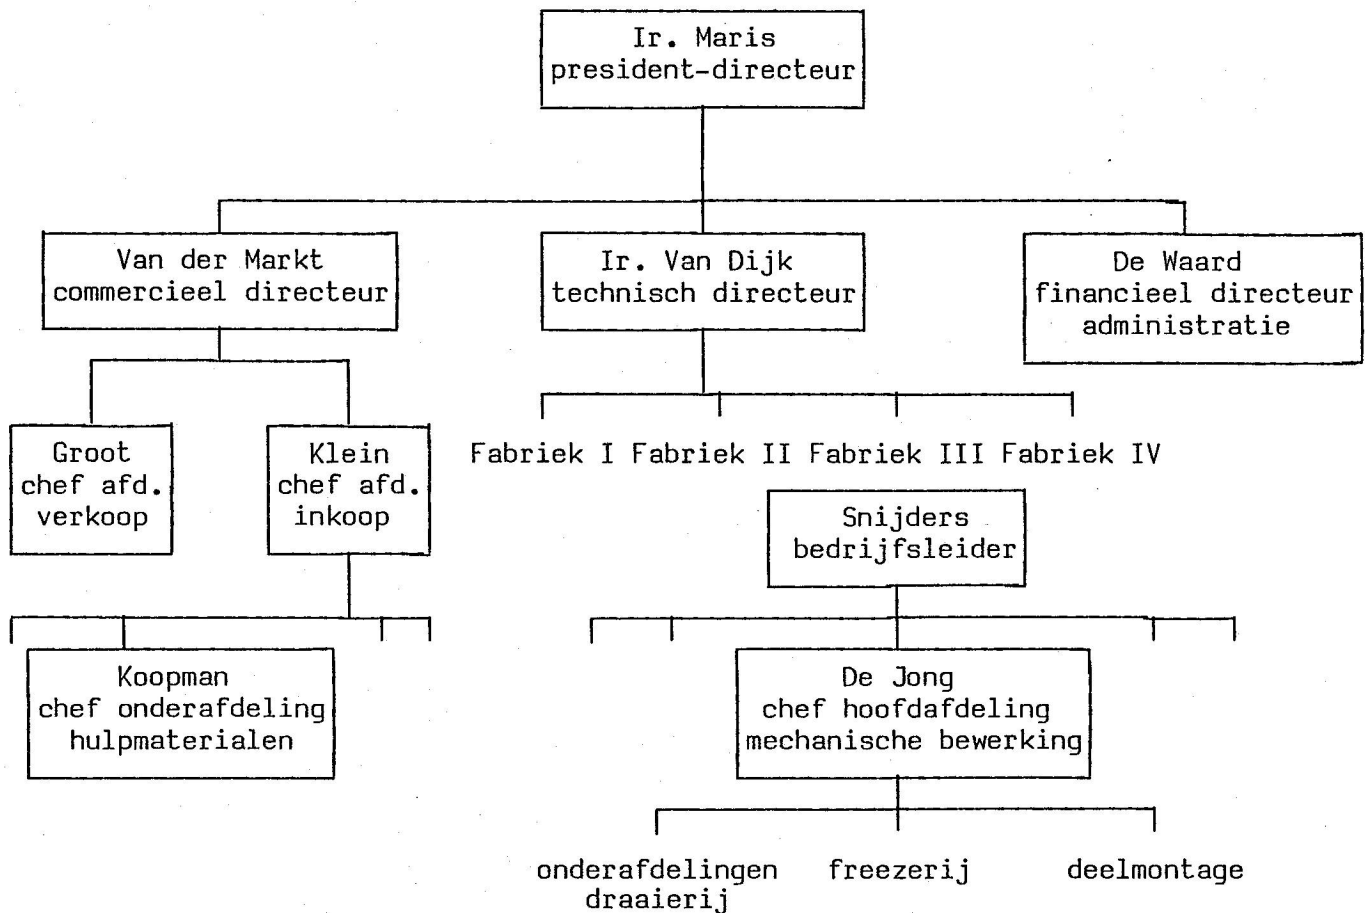 Ir. Maris
president-directeur
Van der Markt
commercieel directeur
Ir. Van Dijk
technisch directeur
De Waard
financieel directeur
administratie
Groot
chef afd.
verkoop
Klein
chef afd.
inkoop
Fabriek I Fabriek II Fabriek III Fabriek IV
Snijders
bedrijfsleider
Koopman
chef onderafdeling
hulpmaterialen
De Jong
chef hoofdafdeling
mechanische bewerking
onderafdelingen
draaierij
freezerij
deelmontage